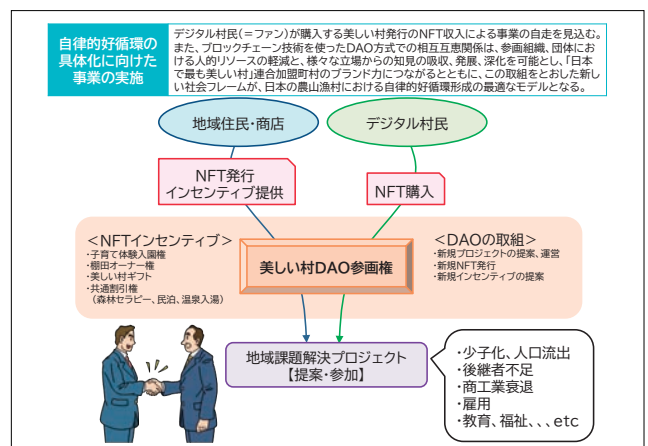 自律的好循環の
具体化に向けた
事業の実施
デジタル村民(=ファン)が購入する美しい村発行のNFT収入による事業の自走を見込む。
また、ブロックチェーン技術を使ったDAO方式での相互互恵関係は、参画組織、団体にお
ける人的リソースの軽減と、様々な立場からの知見の吸収、発展、深化を可能とし、「日本
で最も美しい村」連合加盟町村のブランド力につながるとともに、この取組をとおした新し
い社会フレームが、日本の農山漁村における自律的好循環形成の最適なモデルとなる。
地域住民・商店
デジタル村民
NFT発行
インセンティブ提供
NFT購入
<NFTインセンティブ>
・子育て体験入園権
・棚田オーナー権
・美しい村ギフト
・共通割引権
(森林セラピー、民泊、温泉入湯)
美しい村DAO参画権
<DAOの取組>
・新規プロジェクトの提案、運営
・新規NFT発行
・新規インセンティブの提案
地域課題解決プロジェクト
【提案・参加】
・少子化、人口流出
・後継者不足
・商工業衰退
・雇用
・教育、福祉、、、etc